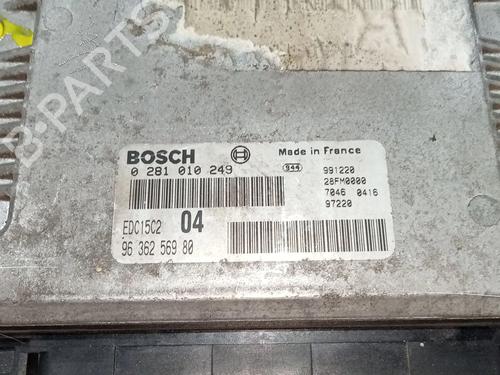 B-Parts
BOSCH
Made in France
0 281 010 249
944
991220
28FM0000
7046 0416
97220
EDC15C2 04
96 362 569 80